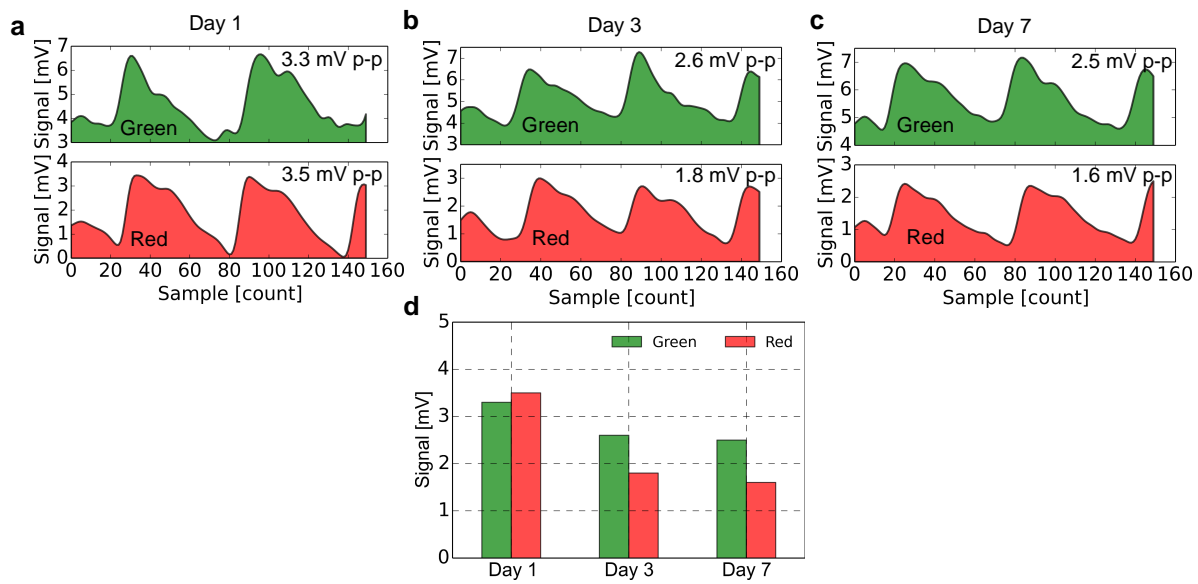 a
Day 1
7
6
5
4
3
Signal [mV]
3.3 mV p-p
Green
4
3
2
1
0
Signal [mV]
3.5 mV p-p
Red
0 20 40 60 80 100 120 140 160
Sample [count]
b
Day 3
7
6
5
4
3
Signal [mV]
2.6 mV p-p
Green
3
2
1
0
Signal [mV]
1.8 mV p-p
Red
0 20 40 60 80 100 120 140 160
Sample [count]
c
Day 7
7
6
5
4
Signal [mV]
2.5 mV p-p
Green
3
2
1
0
Signal [mV]
1.6 mV p-p
Red
0 20 40 60 80 100 120 140 160
Sample [count]
d
5
4
3
2
1
0
Signal [mV]
Green Red
Day 1 Day 3 Day 7